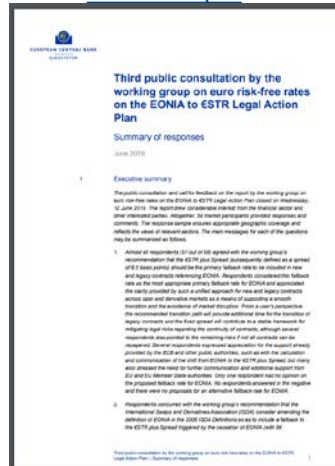 EUROPEAN CENTRAL BANK
EUROSYSTEM
Third public consultation by the
working group on euro risk-free rates
on the EONIA to €STR Legal Action
Plan
Summary of responses
June 2019
1 Executive summary
The public consultation and call for feedback on the report by the working group on
euro risk-free rates on the EONIA to €STR Legal Action Plan closed on Wednesday,
12 June 2019. The report drew considerable interest from the financial sector and
other interested parties. Altogether, 58 market participants provided responses and
comments. The response sample ensures appropriate geographic coverage and
reflects the views of relevant sectors. The main messages for each of the questions
may be summarised as follows.
1. Almost all respondents (57 out of 58) agreed with the working group's
recommendation that the €STR plus Spread (subsequently defined as a spread
of 8.5 basis points) should be the primary fallback rate to be included in new
and legacy contracts referencing EONIA. Respondents considered this fallback
rate as the most appropriate primary fallback rate for EONIA and appreciated
the clarity provided by such a unified approach for new and legacy contracts
across cash and derivative markets as a means of supporting a smooth
transition and the avoidance of market disruption. From a user's perspective
the recommended transition path will provide additional time for the transition of
legacy contracts and the fixed spread will contribute to a stable framework for
mitigating legal risks regarding the continuity of contracts, although several
respondents also pointed to the remaining risks if not all contracts can be
repapered. Several respondents expressed appreciation for the support already
provided by the ECB and other public authorities, such as with the calculation
and communication of the shift from EONIA to the €STR plus Spread, but many
also stressed the need for further communication and additional support from
EU and EU Member State authorities. Only one respondent had no opinion on
the proposed fallback rate for EONIA. No respondents answered in the negative
and there were no proposals for an alternative fallback rate for EONIA.
2. Respondents concurred with the working group's recommendation that the
International Swaps and Derivatives Association (ISDA) consider amending the
definition of EONIA in the 2006 ISDA Definitions so as to include a fallback to
the €STR plus Spread triggered by the cessation of EONIA (with 56
Third public consultation by the working group on euro risk-free rates on the EONIA to €STR
Legal Action Plan – Summary of responses 1